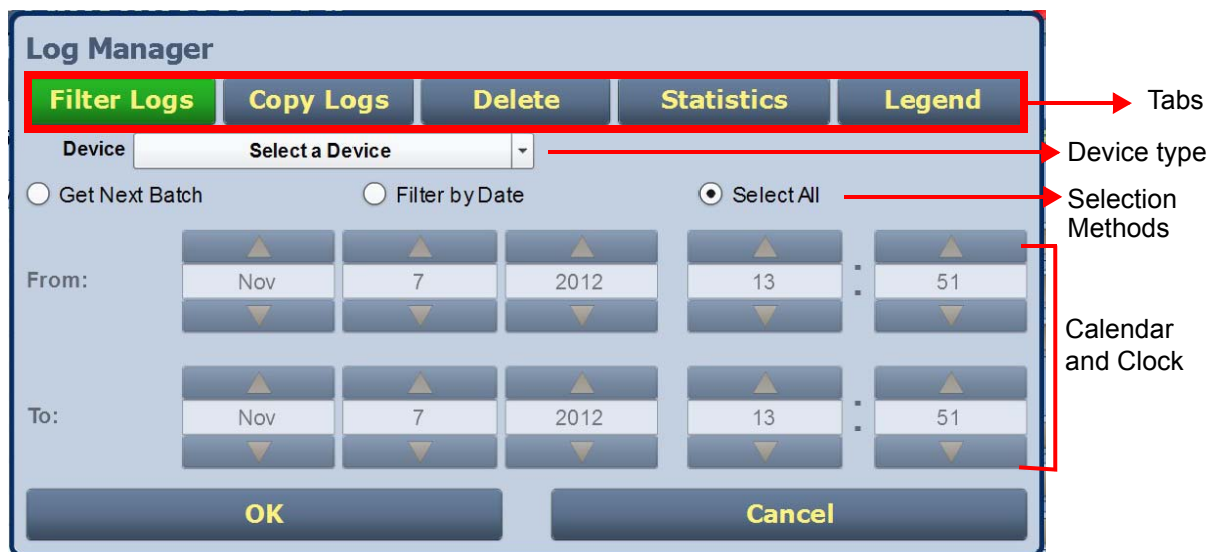 Log Manager
Filter Logs Copy Logs Delete Statistics Legend
Tabs
Device Select a Device
Device type
Get Next Batch Filter by Date Select All
Selection
Methods
From: Nov 7 2012 13 : 51
Calendar
and Clock
To: Nov 7 2012 13 : 51
OK Cancel